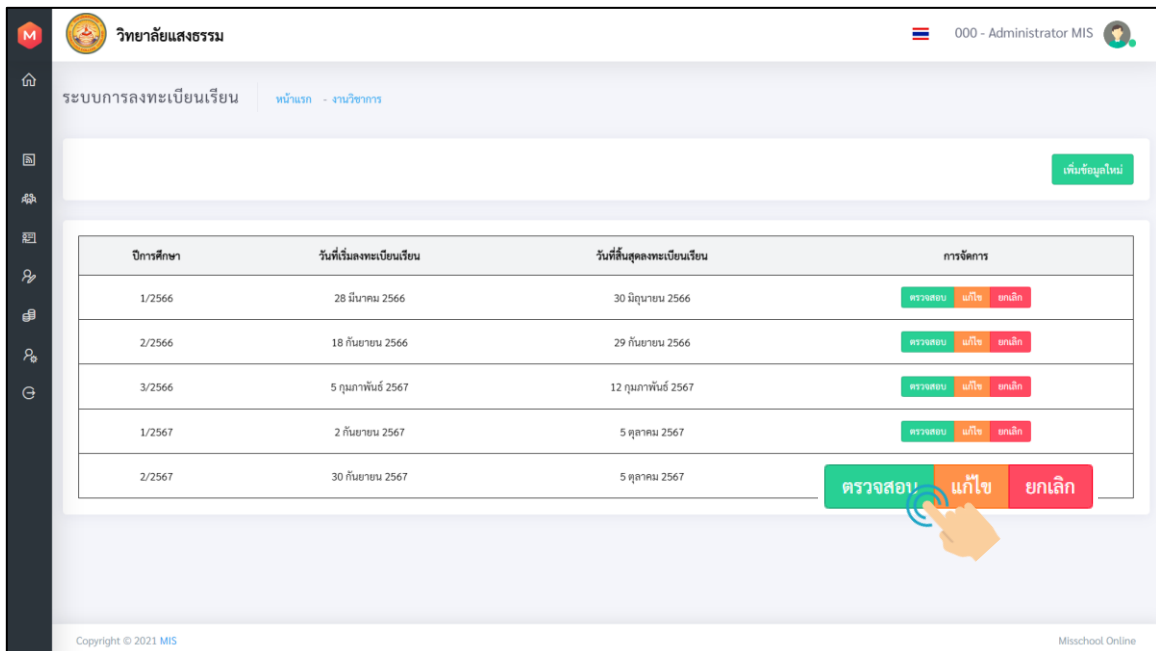 M
วิทยาลัยแสงธรรม
000 - Administrator MIS
ระบบการลงทะเบียนเรียน หน้าแรก - งานวิชาการ
เพิ่มข้อมูลใหม่
ปีการศึกษา วันที่เริ่มลงทะเบียนเรียน วันที่สิ้นสุดลงทะเบียนเรียน การจัดการ
1/2566 28 มีนาคม 2566 30 มิถุนายน 2566 ตรวจสอบ แก้ไข ยกเลิก
2/2566 18 กันยายน 2566 29 กันยายน 2566 ตรวจสอบ แก้ไข ยกเลิก
3/2566 5 กุมภาพันธ์ 2567 12 กุมภาพันธ์ 2567 ตรวจสอบ แก้ไข ยกเลิก
1/2567 2 กันยายน 2567 5 ตุลาคม 2567 ตรวจสอบ แก้ไข ยกเลิก
2/2567 30 กันยายน 2567 5 ตุลาคม 2567 ตรวจสอบ แก้ไข ยกเลิก
Copyright © 2021 MIS Misschool Online